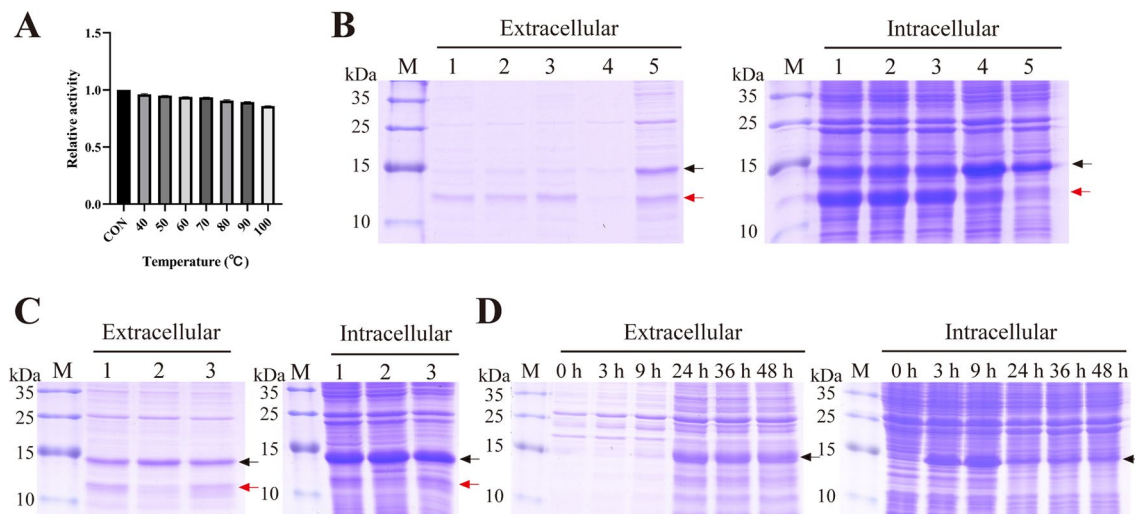 A
1.5
1.0
0.5
0.0
Relative activity
CON 40 50 60 70 80 90 100
Temperature (℃)
B
Extracellular
kDa M 1 2 3 4 5
35
25
15
10
Intracellular
M 1 2 3 4 5
kDa
35
25
15
10
C
Extracellular
M 1 2 3
kDa
35
25
15
10
Intracellular
M 1 2 3
kDa
35
25
15
10
D
Extracellular
M 0 h 3 h 9 h 24 h 36 h 48 h
kDa
35
25
15
10
Intracellular
M 0 h 3 h 9 h 24 h 36 h 48 h
kDa
35
25
15
10